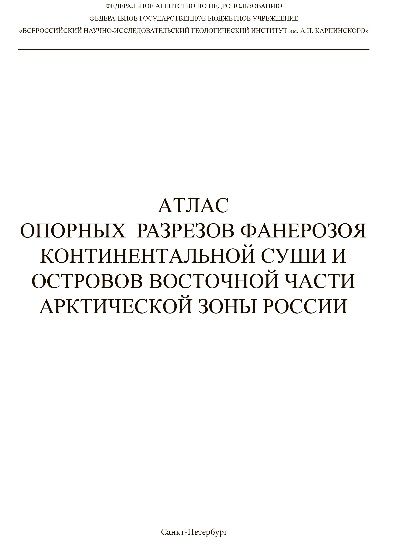 ФЕДЕРАЛЬНОЕ АГЕНТСТВО ПО НЕДРОПОЛЬЗОВАНИЮ
ФЕДЕРАЛЬНОЕ ГОСУДАРСТВЕННОЕ БЮДЖЕТНОЕ УЧРЕЖДЕНИЕ
«ВСЕРОССИЙСКИЙ НАУЧНО-ИССЛЕДОВАТЕЛЬСКИЙ ГЕОЛОГИЧЕСКИЙ ИНСТИТУТ им. А.П. КАРПИНСКОГО»
АТЛАС
ОПОРНЫХ РАЗРЕЗОВ ФАНЕРОЗОЯ
КОНТИНЕНТАЛЬНОЙ СУШИ И
ОСТРОВОВ ВОСТОЧНОЙ ЧАСТИ
АРКТИЧЕСКОЙ ЗОНЫ РОССИИ
Санкт-Петербург